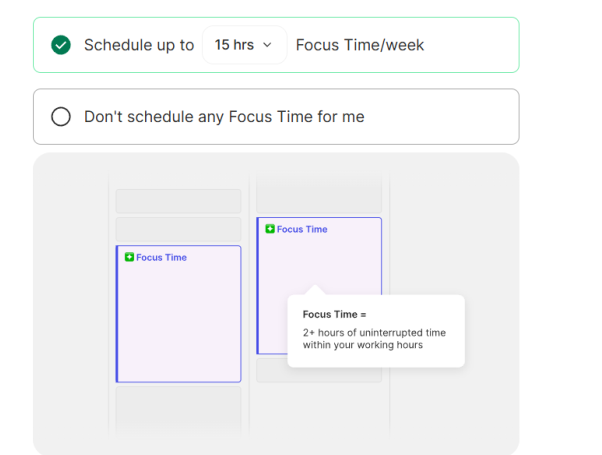 Schedule up to 15 hrs Focus Time/week
Don't schedule any Focus Time for me
Focus Time
Focus Time
Focus Time =
2+ hours of uninterrupted time
within your working hours